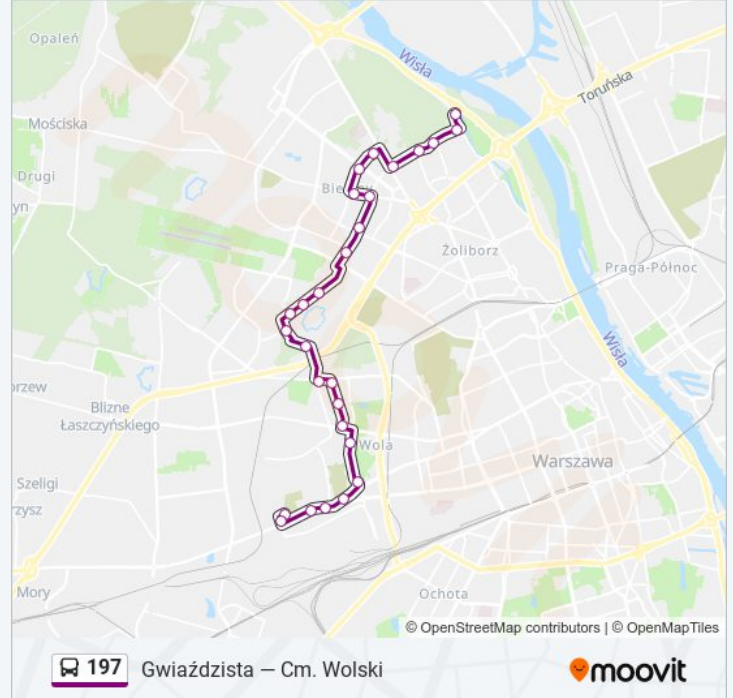 Opaleń
Wisła
Toruńska
Mościska
Drugi
Bie
yn
Żoliborz
Praga-Północ
Wisła
orzew
Blizne
Łaszczyńskiego
Wola
Warszawa
Szeligi
rzysz
Mory
Ochota
© OpenStreetMap contributors | © OpenMapTiles
197 Gwiaździsta — Cm. Wolski moovit